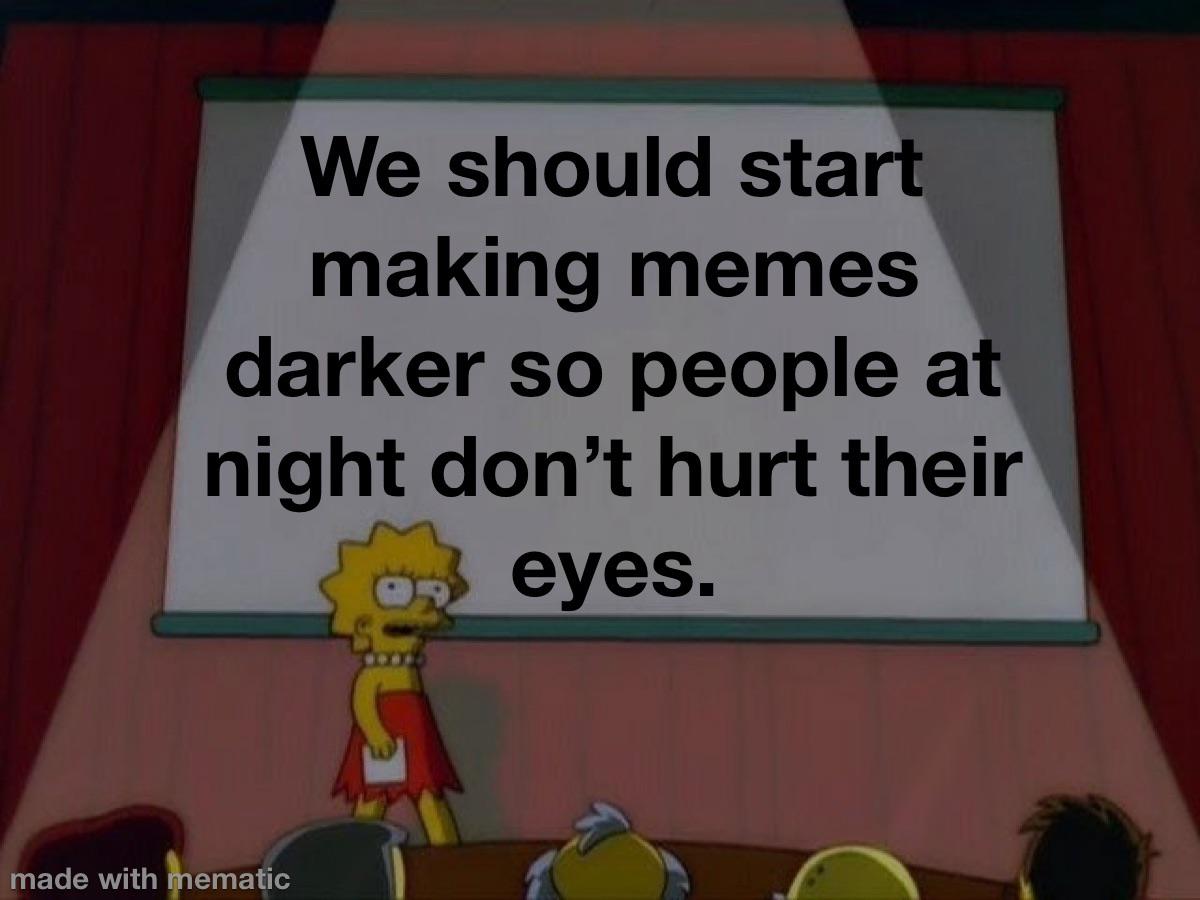 We should start
making memes
darker so people at
night don’t hurt their
eyes.
made with mematic